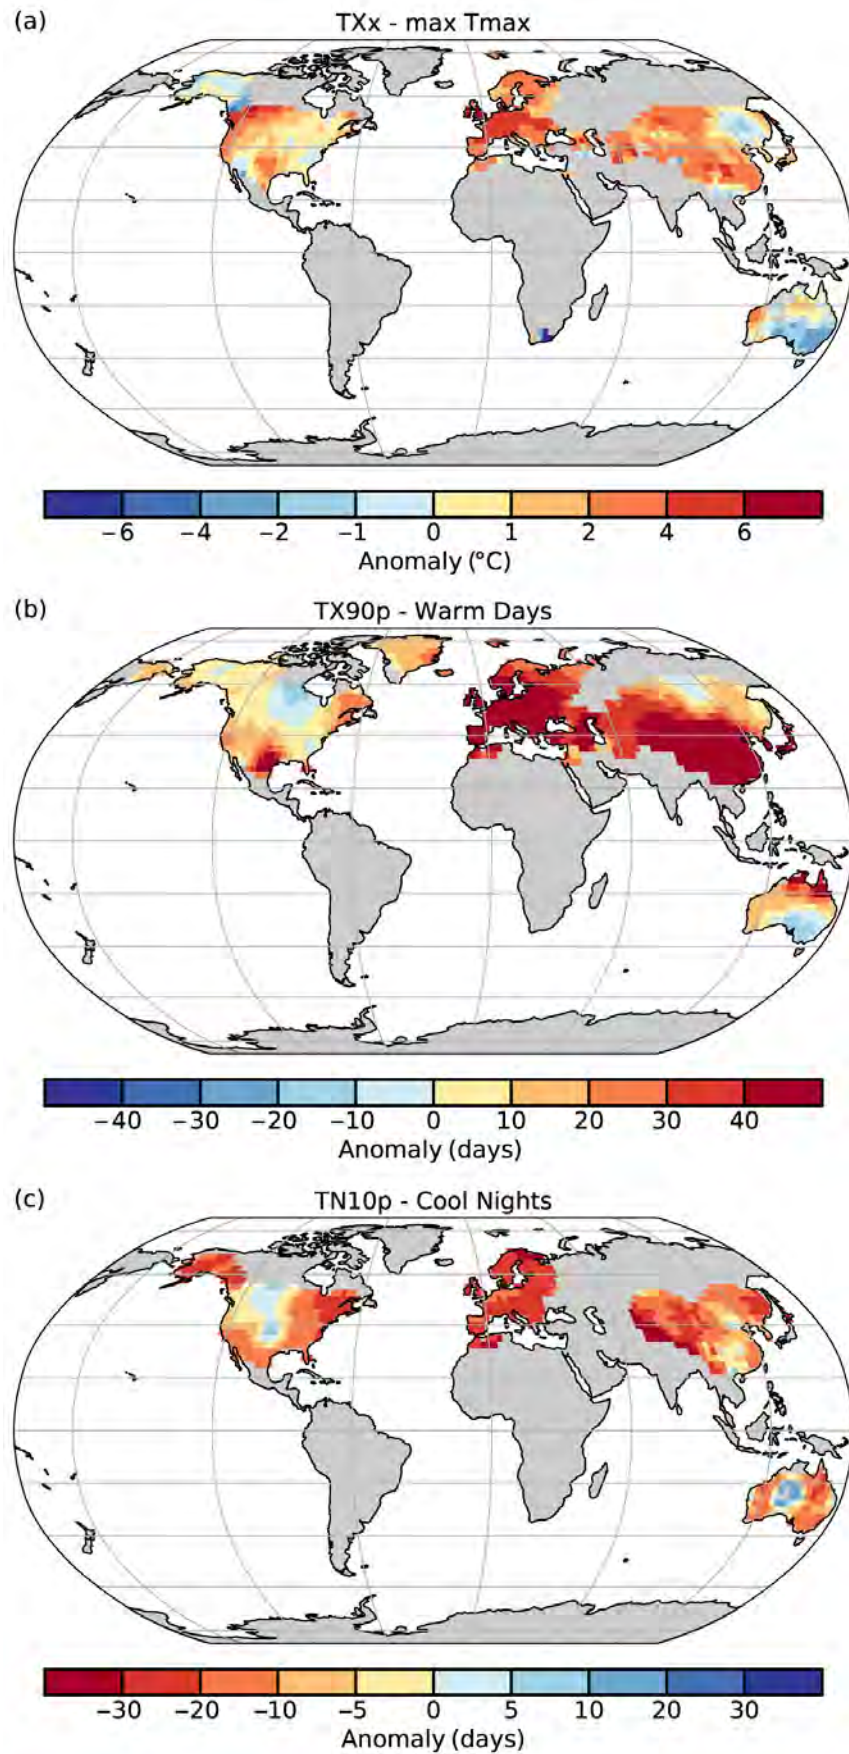 (a)
TXx - max Tmax
−6 −4 −2 −1 0 1 2 4 6
Anomaly (°C)
(b)
TX90p - Warm Days
−40 −30 −20 −10 0 10 20 30 40
Anomaly (days)
(c)
TN10p - Cool Nights
−30 −20 −10 −5 0 5 10 20 30
Anomaly (days)